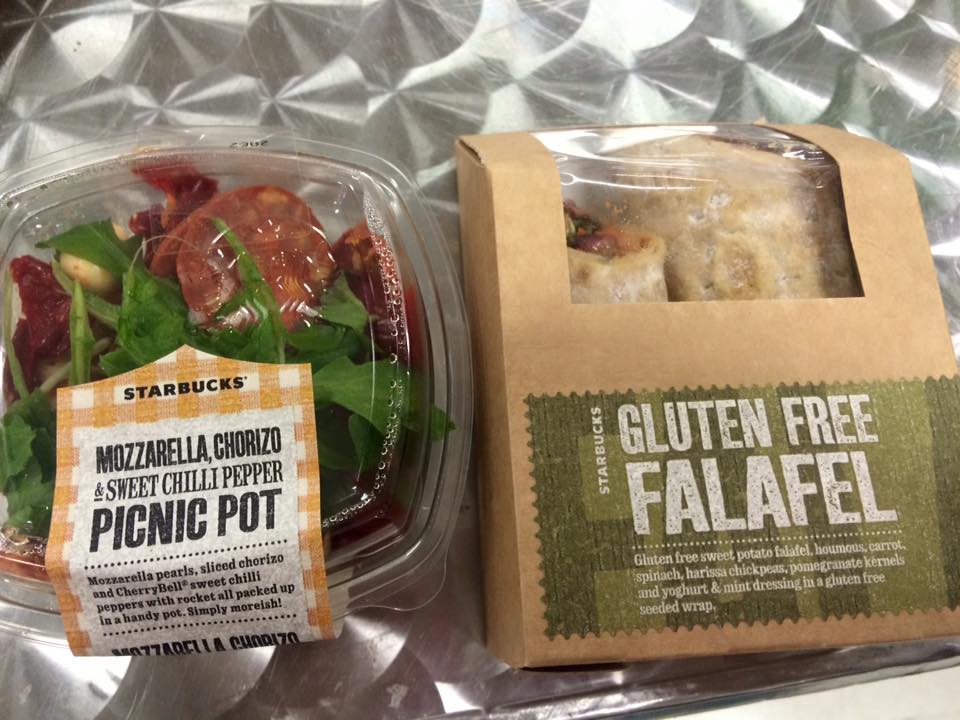 STARBUCKS
MOZZARELLA, CHORIZO
& SWEET CHILLI PEPPER
PICNIC POT
Mozzarella pearls, sliced chorizo
and CherryBell® sweet chilli
peppers with rocket all packed up
in a handy pot. Simply moreish!
MOZZARELLA, CHORIZO
STARBUCKS
GLUTEN FREE
FALAFEL
Gluten free sweet potato falafel, houmous, carrot,
spinach, harissa chickpeas, pomegranate kernels
and yoghurt & mint dressing in a gluten free
seeded wrap.